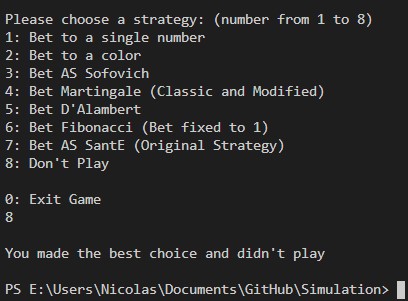 Please choose a strategy: (number from 1 to 8)
1: Bet to a single number
2: Bet to a color
3: Bet AS Sofovich
4: Bet Martingale (Classic and Modified)
5: Bet D'Alambert
6: Bet Fibonacci (Bet fixed to 1)
7: Bet AS SantE (Original Strategy)
8: Don't Play
0: Exit Game
8
You made the best choice and didn't play
PS E:\Users\Nicolas\Documents\GitHub\Simulation>